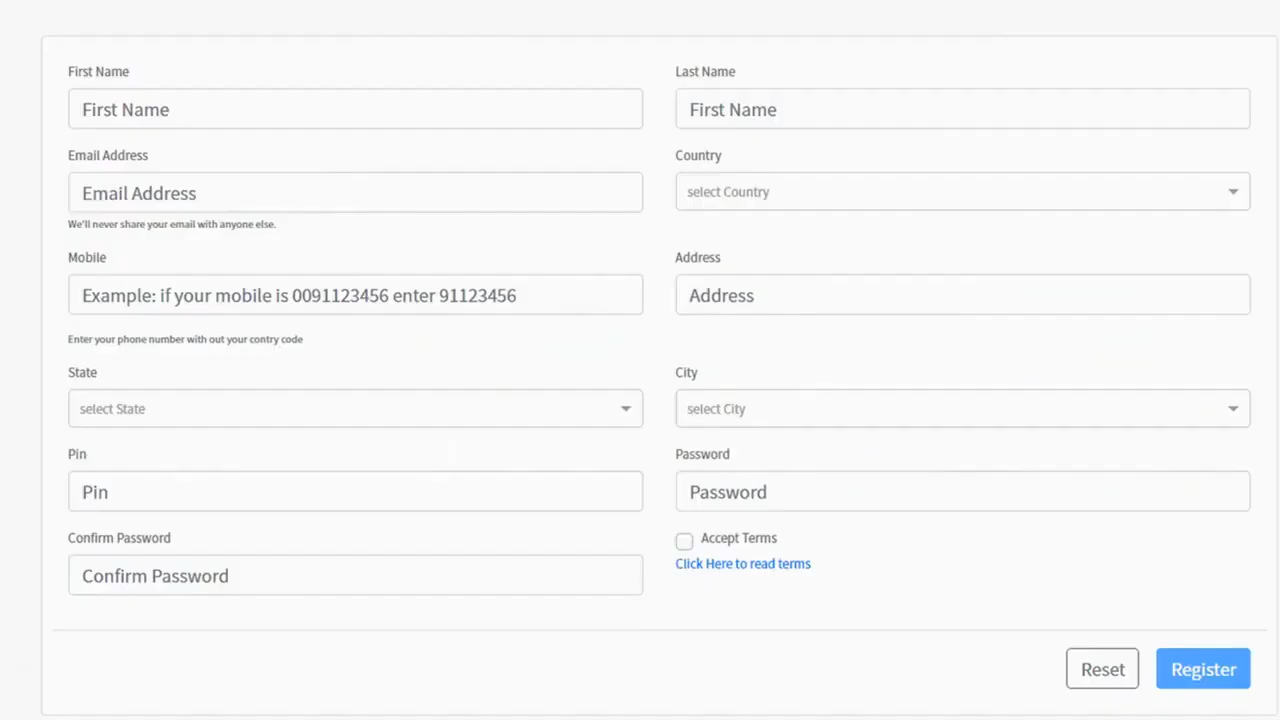 First Name
Last Name
First Name
First Name
Email Address
Country
Email Address
select Country
We'll never share your email with anyone else.
Mobile
Address
Example: if your mobile is 0091123456 enter 91123456
Address
Enter your phone number with out your contry code
State
City
select State
select City
Pin
Password
Pin
Password
Confirm Password
Accept Terms
Confirm Password
Click Here to read terms
Reset
Register